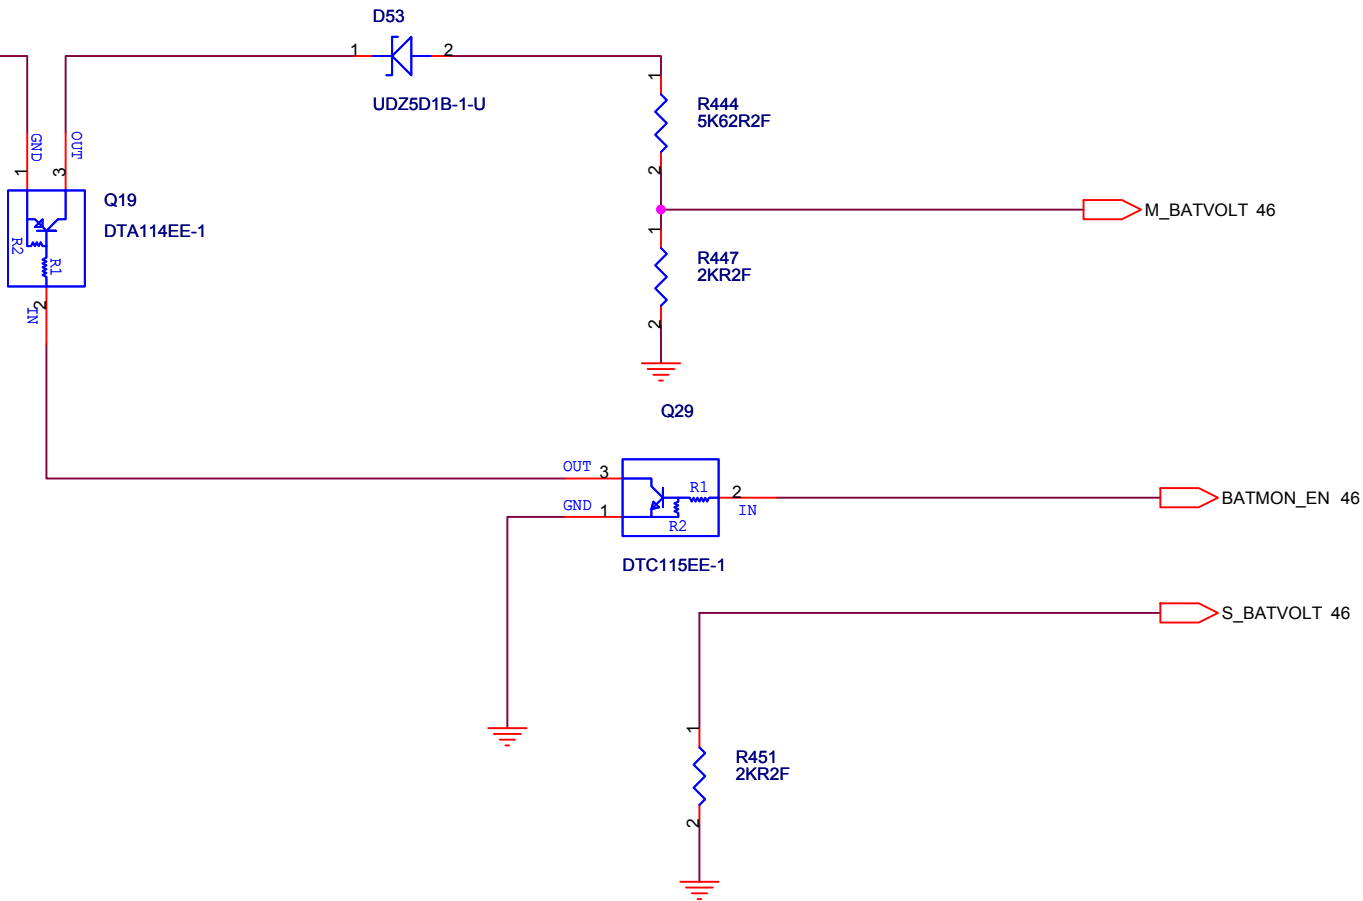 D53
1
2
UDZ5D1B-1-U
1
R444
5K62R2F
2
GND
OUT
1
3
Q19
DTA114EE-1
R2
R1
2
IN
M_BATVOLT 46
1
R447
2KR2F
2
Q29
OUT 3
GND 1
R1
R2
2
IN
BATMON_EN 46
DTC115EE-1
S_BATVOLT 46
1
R451
2KR2F
2